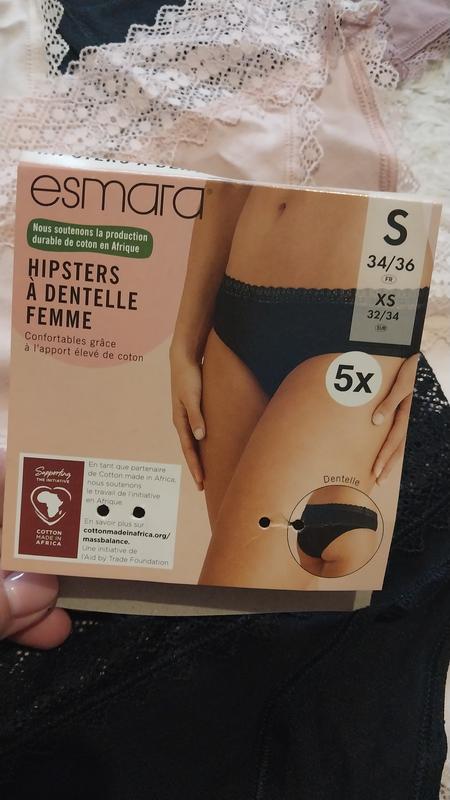 esmara®
Nous soutenons la production
durable de coton en Afrique
HIPSTERS
À DENTELLE
FEMME
Confortables grâce
à l'apport élevé de coton
S
34/36
FR
XS
32/34
EUR
5x
Dentelle
Supporting
THE INITIATIVE
COTTON
MADE IN
AFRICA
En tant que partenaire
de Cotton made in Africa,
nous soutenons
le travail de l'initiative
en Afrique.
En savoir plus sur
cottonmadeinafrica.org/
massbalance.
Une initiative de
l'Aid by Trade Foundation